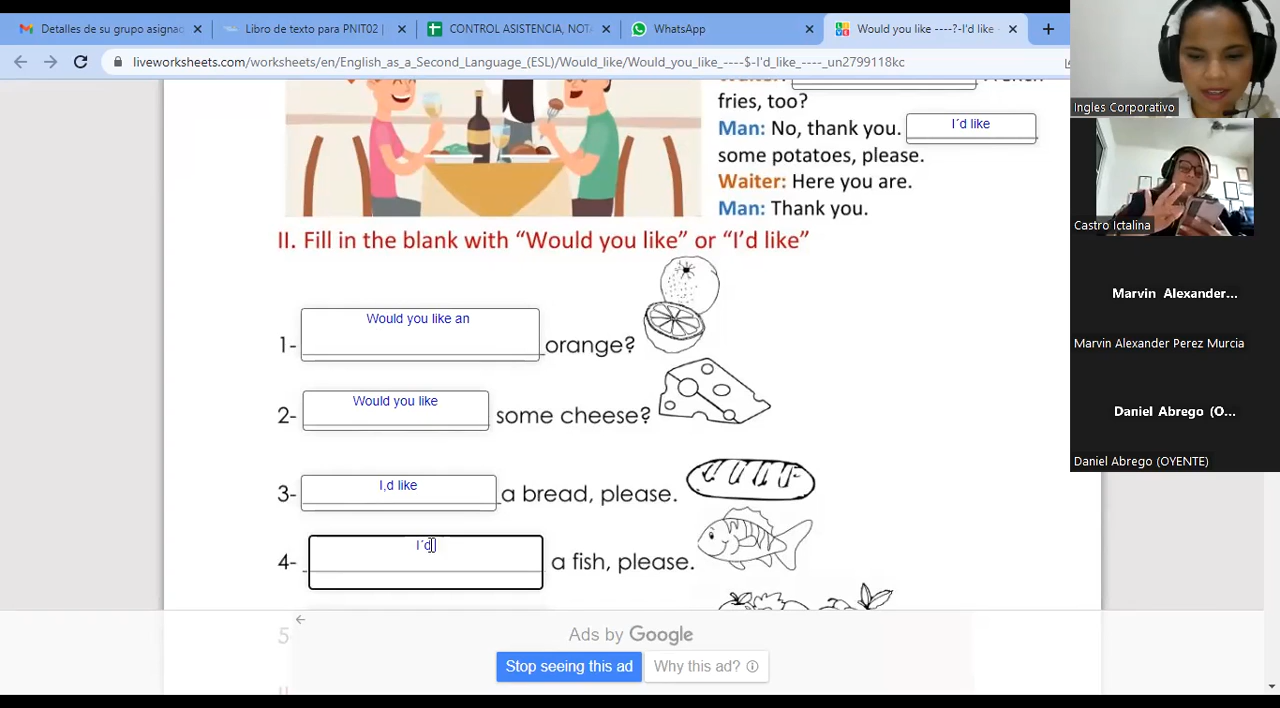 Detalles de su grupo asignac
Libro de texto para PNIT02 |
CONTROL ASISTENCIA, NOTA
WhatsApp
Would you like ----?-I'd like -
liveworksheets.com/worksheets/en/English_as_a_Second_Language_(ESL)/Would_like/Would_you_like_----$-I'd_like_----_un2799118kc
fries, too?
Man: No, thank you. I´d like
some potatoes, please.
Waiter: Here you are.
Man: Thank you.
II. Fill in the blank with “Would you like” or “I’d like”
1- Would you like an orange?
2- Would you like some cheese?
3- I,d like a bread, please.
4- I´d a fish, please.
5
Ads by Google
Stop seeing this ad
Why this ad?
Ingles Corporativo
Castro Ictalina
Marvin Alexander...
Marvin Alexander Perez Murcia
Daniel Abrego (O...
Daniel Abrego (OYENTE)